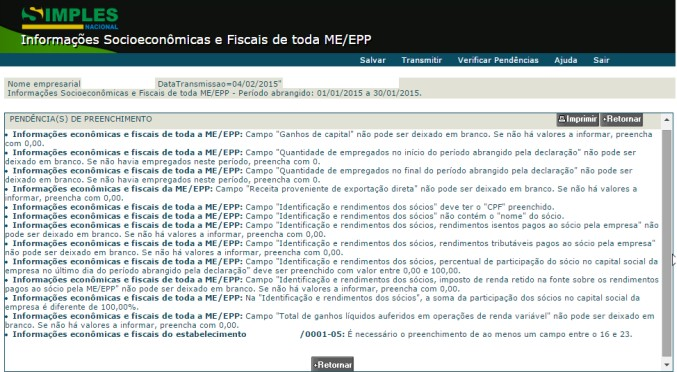 SIMPLES
NACIONAL
Informações Socioeconômicas e Fiscais de toda ME/EPP
Salvar Transmitir Verificar Pendências Ajuda Sair
Nome empresarial DataTransmissao=04/02/2015"
Informações Socioeconômicas e Fiscais de toda ME/EPP - Período abrangido: 01/01/2015 a 30/01/2015.
PENDÊNCIA(S) DE PREENCHIMENTO Imprimir Retornar
• Informações econômicas e fiscais de toda a ME/EPP: Campo "Ganhos de capital" não pode ser deixado em branco. Se não há valores a informar, preencha
com 0,00.
• Informações econômicas e fiscais de toda a ME/EPP: Campo "Quantidade de empregados no início do período abrangido pela declaração" não pode ser
deixado em branco. Se não havia empregados neste período, preencha com 0.
• Informações econômicas e fiscais de toda a ME/EPP: Campo "Quantidade de empregados no final do período abrangido pela declaração" não pode ser
deixado em branco. Se não havia empregados neste período, preencha com 0.
• Informações econômicas e fiscais da ME/EPP: Campo "Receita proveniente de exportação direta" não pode ser deixado em branco. Se não há valores a
informar, preencha com 0,00.
• Informações econômicas e fiscais de toda a ME/EPP: Campo "Identificação e rendimentos dos sócios" deve ter o "CPF" preenchido.
• Informações econômicas e fiscais de toda a ME/EPP: Campo "Identificação e rendimentos dos sócios" não contém o "nome" do sócio.
• Informações econômicas e fiscais de toda a ME/EPP: Campo "Identificação e rendimentos dos sócios, rendimentos isentos pagos ao sócio pela empresa" não
pode ser deixado em branco. Se não há valores a informar, preencha com 0,00.
• Informações econômicas e fiscais de toda a ME/EPP: Campo "Identificação e rendimentos dos sócios, rendimentos tributáveis pagos ao sócio pela empresa"
não pode ser deixado em branco. Se não há valores a informar, preencha com 0,00.
• Informações econômicas e fiscais de toda a ME/EPP: Campo "Identificação e rendimentos dos sócios, percentual de participação do sócio no capital social da
empresa no último dia do período abrangido pela declaração" deve ser preenchido com valor entre 0,00 e 100,00.
• Informações econômicas e fiscais de toda a ME/EPP: Campo "Identificação e rendimentos dos sócios, imposto de renda retido na fonte sobre os rendimentos
pagos ao sócio pela ME/EPP" não pode ser deixado em branco. Se não há valores a informar, preencha com 0,00.
• Informações econômicas e fiscais de toda a ME/EPP: Na "Identificação e rendimentos dos sócios", a soma da participação dos sócios no capital social da
empresa é diferente de 100,00%.
• Informações econômicas e fiscais de toda a ME/EPP: Campo "Total de ganhos líquidos auferidos em operações de renda variável" não pode ser deixado em
branco. Se não há valores a informar, preencha com 0,00.
• Informações econômicas e fiscais do estabelecimento /0001-05: É necessário o preenchimento de ao menos um campo entre o 16 e 23.
Retornar